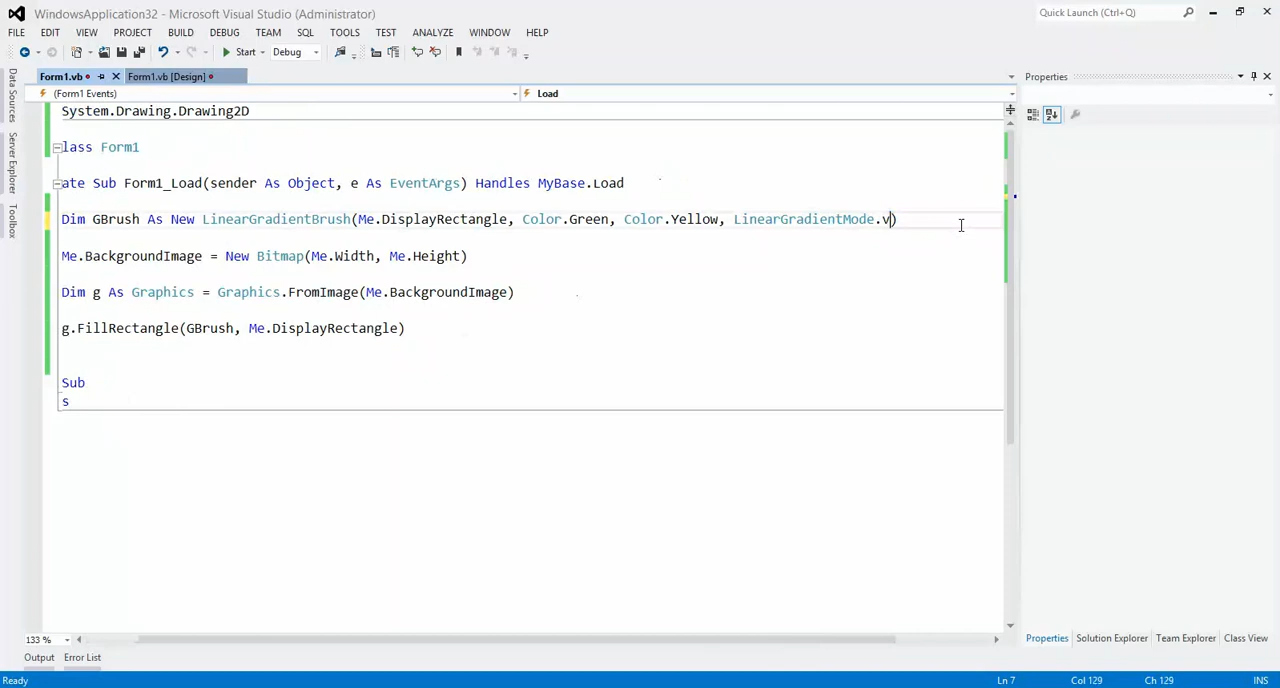 WindowsApplication32 - Microsoft Visual Studio (Administrator)
Quick Launch (Ctrl+Q)
FILE EDIT VIEW PROJECT BUILD DEBUG TEAM SQL TOOLS TEST ANALYZE WINDOW HELP
Start Debug
Form1.vb Form1.vb [Design]
Properties
(Form1 Events) Load
System.Drawing.Drawing2D
lass Form1
ate Sub Form1_Load(sender As Object, e As EventArgs) Handles MyBase.Load
Dim GBrush As New LinearGradientBrush(Me.DisplayRectangle, Color.Green, Color.Yellow, LinearGradientMode.v)
Me.BackgroundImage = New Bitmap(Me.Width, Me.Height)
Dim g As Graphics = Graphics.FromImage(Me.BackgroundImage)
g.FillRectangle(GBrush, Me.DisplayRectangle)
Sub
s
Data Sources
Server Explorer
Toolbox
133 %
Properties Solution Explorer Team Explorer Class View
Output Error List
Ready Ln 7 Col 129 Ch 129 INS